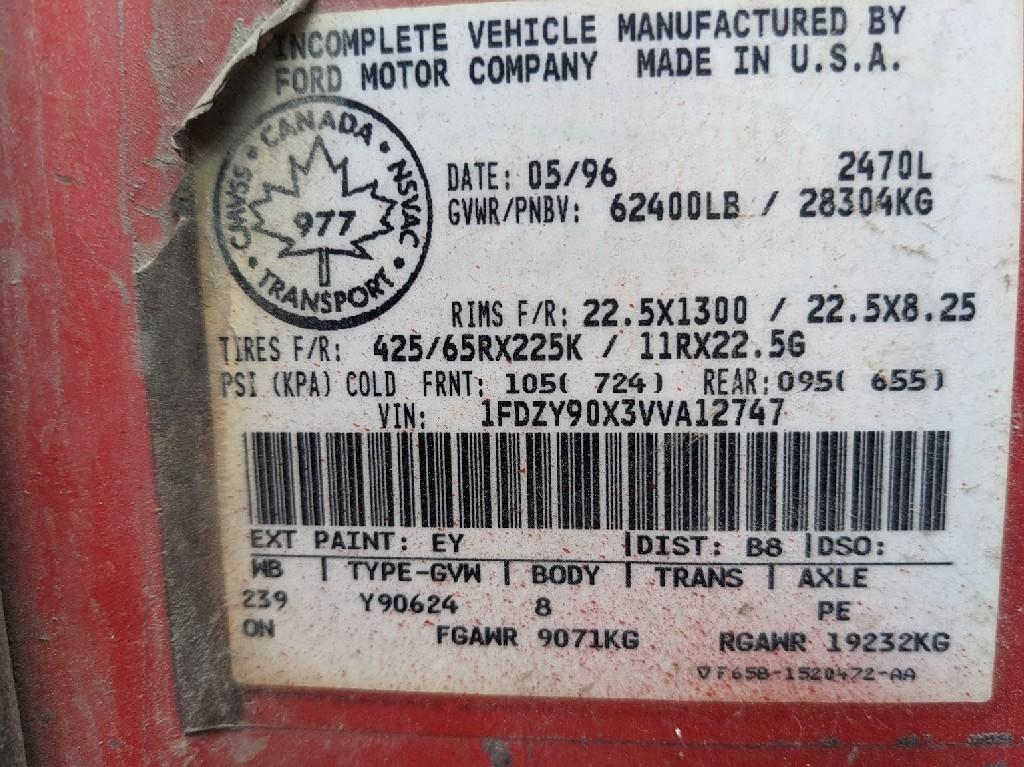 INCOMPLETE VEHICLE MANUFACTURED BY
FORD MOTOR COMPANY MADE IN U.S.A.
CMVSS • CANADA • NSVAC • TRANSPORT •
977
DATE: 05/96 2470L
GVWR/PNBV: 62400LB / 28304KG
RIMS F/R: 22.5X1300 / 22.5X8.25
TIRES F/R: 425/65RX225K / 11RX22.5G
PSI (KPA) COLD FRNT: 105( 724) REAR:095( 655)
VIN: 1FDZY90X3VVA12747
EXT PAINT: EY |DIST: B8 |DSO:
WB | TYPE-GVW | BODY | TRANS | AXLE
239 Y90624 8 PE
ON FGAWR 9071KG RGAWR 19232KG
▽F65B-1520472-AA